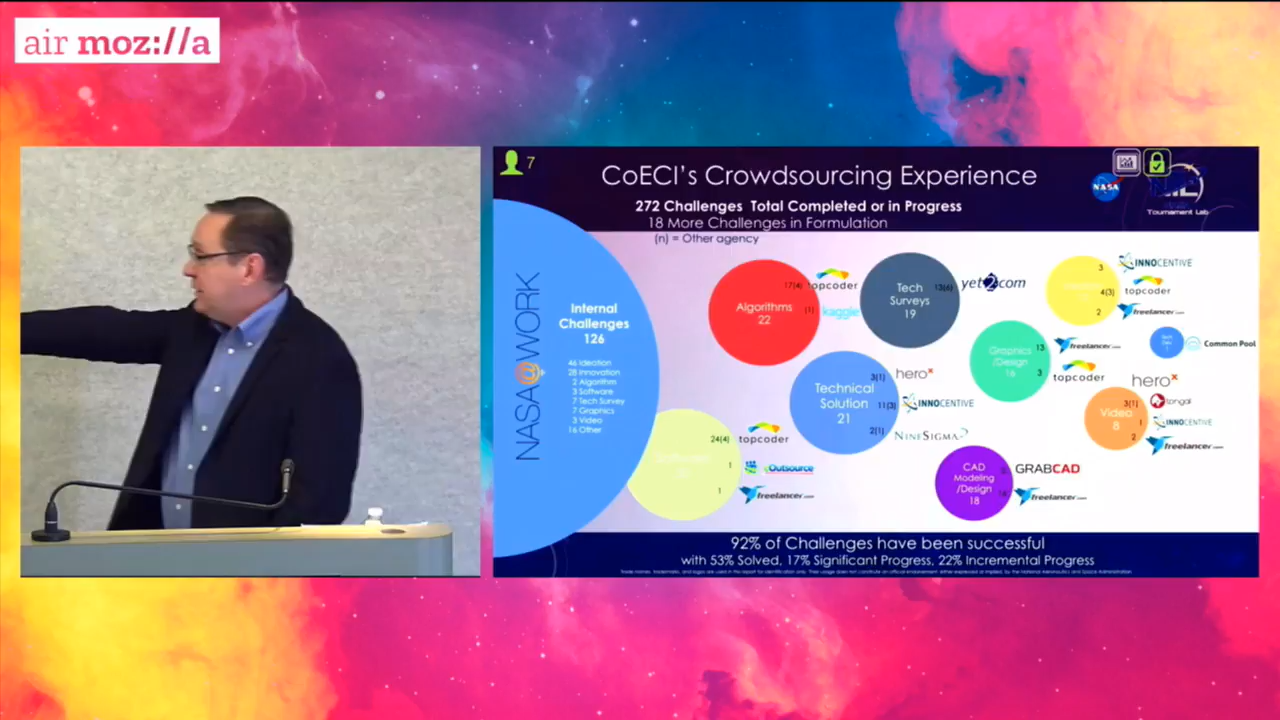 air moz://a
7
CoECI's Crowdsourcing Experience
272 Challenges Total Completed or in Progress
18 More Challenges in Formulation
(n) = Other agency
NASA
Tournament Lab
NASA@WORK
Internal
Challenges
126
46 Ideation
28 Innovation
2 Algorithm
3 Software
7 Tech Survey
7 Graphics
3 Video
16 Other
Algorithms
22
17(4) topcoder
(1) kaggle
Tech
Surveys
19
13(6) yet2.com
3 INNOCENTIVE
4(3) topcoder
2 freelancer.com
Graphics
/Design
16
13 freelancer.com
3 topcoder
Common Pool
Technical
Solution
21
3(1) herox
11(3) INNOCENTIVE
2(1) NINESIGMA
Video
8
herox
3(1) tongal
1 INNOCENTIVE
2 freelancer.com
24(4) topcoder
1 eOutsource
1 freelancer.com
CAD
Modeling
/Design
18
GRABCAD
freelancer.com
92% of Challenges have been successful
with 53% Solved, 17% Significant Progress, 22% Incremental Progress